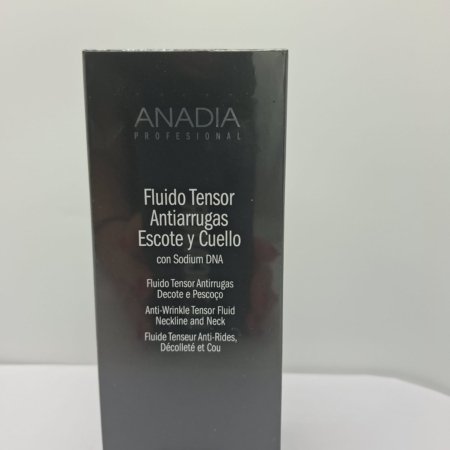 ANADIA
PROFESIONAL
Fluido Tensor
Antiarrugas
Escote y Cuello
con Sodium DNA
Fluido Tensor Antirrugas
Decote e Pescoço
Anti-Wrinkle Tensor Fluid
Neckline and Neck
Fluide Tenseur Anti-Rides,
Décolleté et Cou